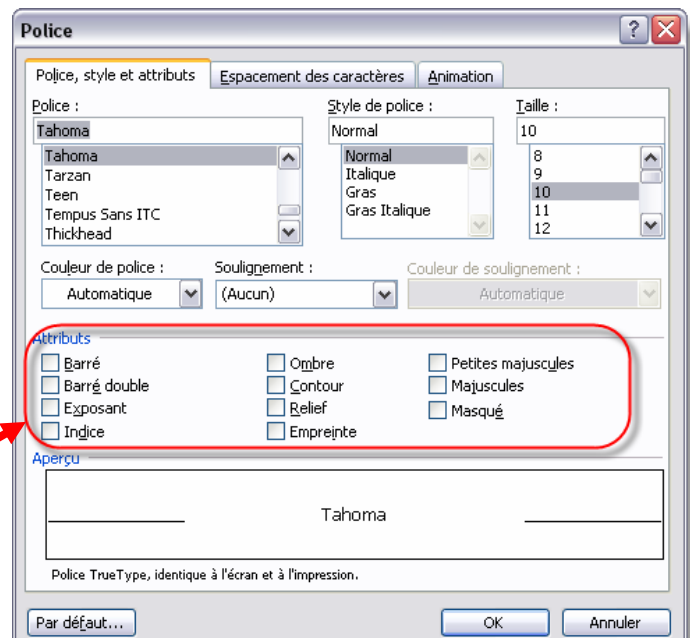 Police
Police, style et attributs Espacement des caractères Animation
Police : Style de police : Taille :
Tahoma Normal 10
Tahoma Normal 8
Tarzan Italique 9
Teen Gras 10
Tempus Sans ITC Gras Italique 11
Thickhead 12
Couleur de police : Soulignement : Couleur de soulignement :
Automatique (Aucun) Automatique
Attributs
Barré Ombre Petites majuscules
Barré double Contour Majuscules
Exposant Relief Masqué
Indice Empreinte
Aperçu
Tahoma
Police TrueType, identique à l'écran et à l'impression.
Par défaut... OK Annuler